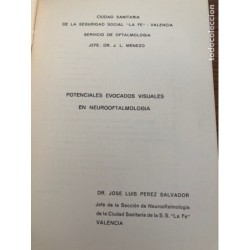 CIUDAD SANITARIA
DE LA SEGURIDAD SOCIAL "LA FE" - VALENCIA
SERVICIO DE OFTALMOLOGIA
JEFE: DR. J. L. MENEZO
POTENCIALES EVOCADOS VISUALES
EN NEUROOFTALMOLOGIA
DR. JOSE LUIS PEREZ SALVADOR
Jefe de la Sección de Neurooftalmología
de la Ciudad Sanitaria de la S. S. "La Fe"
VALENCIA
todocoleccion